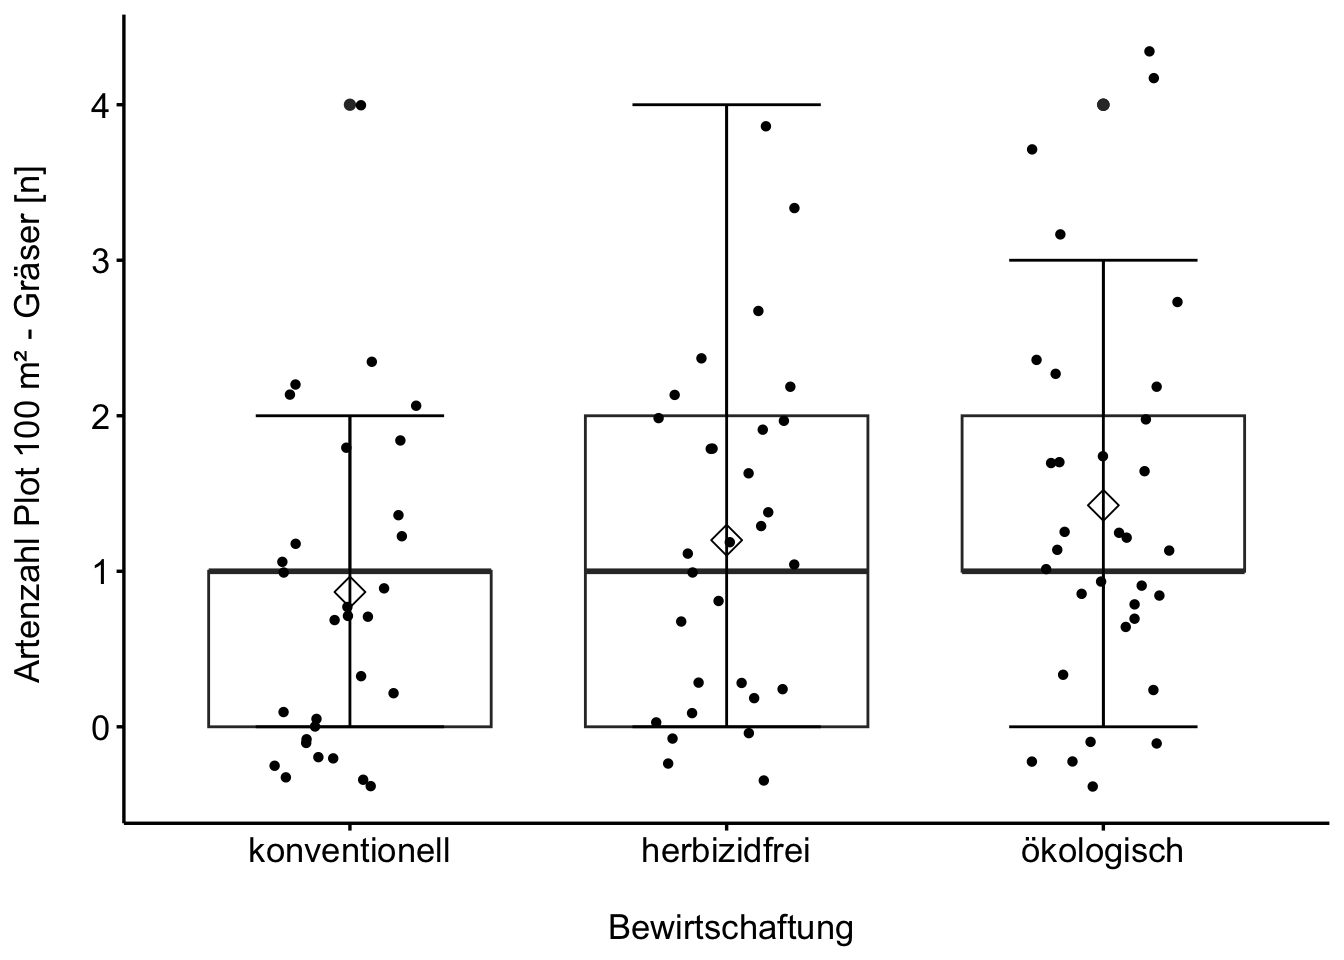 Artenzahl Plot 100 m² - Gräser [n]
4
3
2
1
0
konventionell herbizidfrei ökologisch
Bewirtschaftung